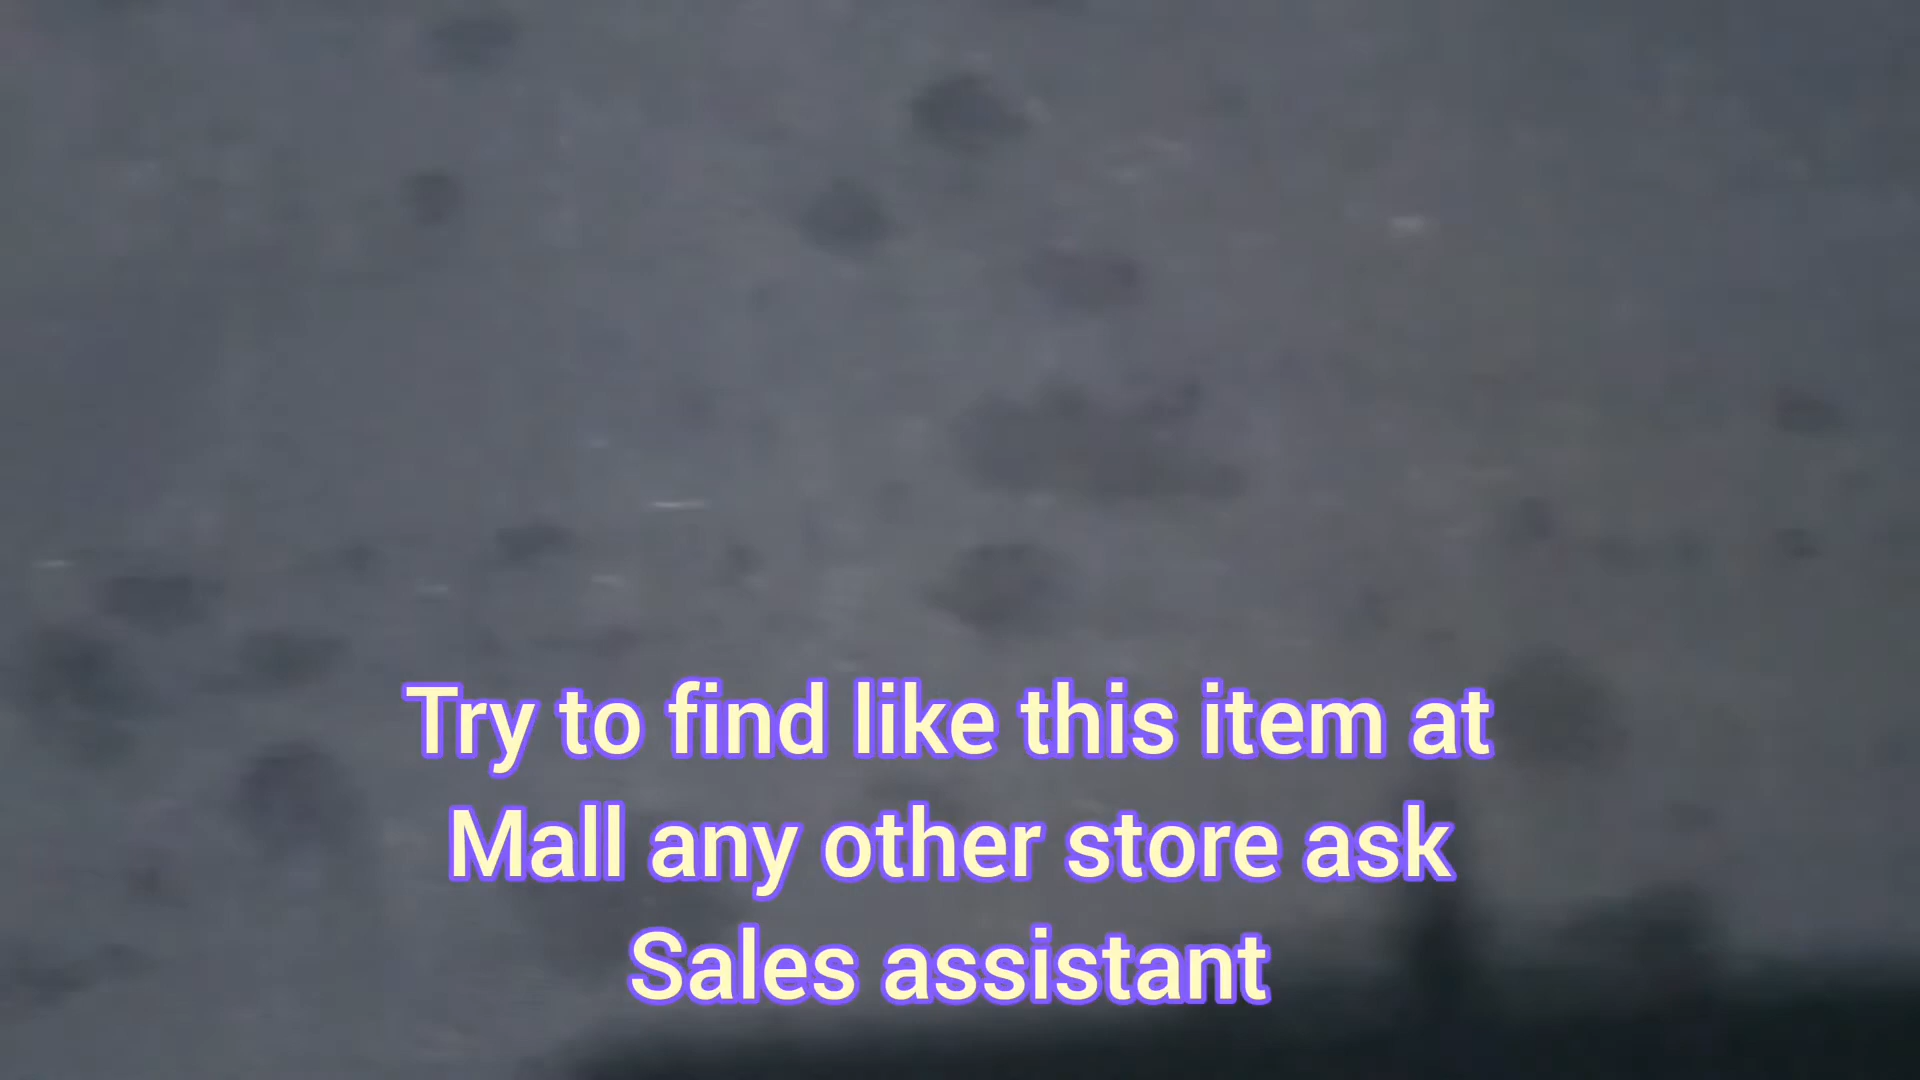 Try to find like this item at
Mall any other store ask
Sales assistant